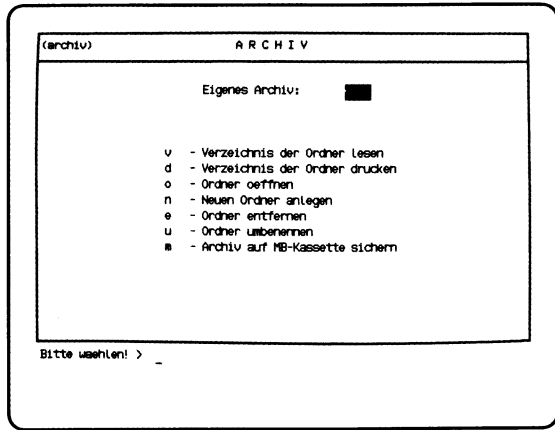 (archiv) A R C H I V
Eigenes Archiv:
v - Verzeichnis der Ordner lesen
d - Verzeichnis der Ordner drucken
o - Ordner oeffnen
n - Neuen Ordner anlegen
e - Ordner entfernen
u - Ordner umbenennen
m - Archiv auf MB-Kassette sichern
Bitte waehlen! > _